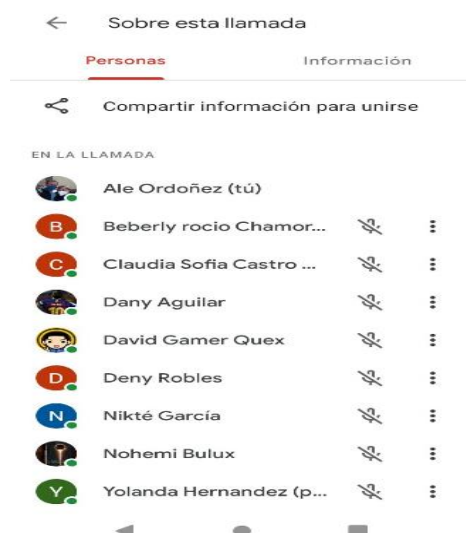 Sobre esta llamada
Personas Información
Compartir información para unirse
EN LA LLAMADA
Ale Ordoñez (tú)
B Beberly rocio Chamor...
C Claudia Sofia Castro ...
Dany Aguilar
David Gamer Quex
D Deny Robles
N Nikté García
Nohemi Bulux
Y Yolanda Hernandez (p...